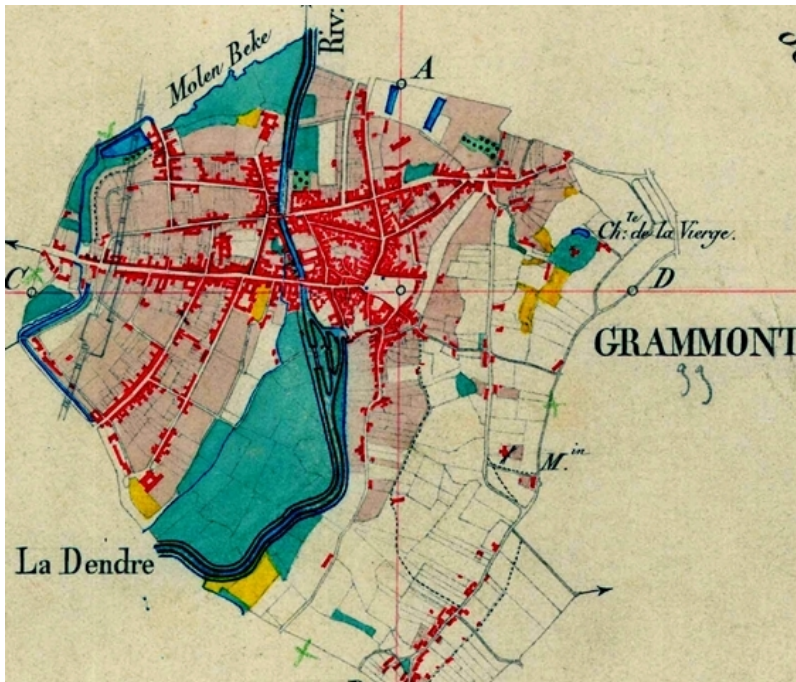 Molen Beke
Riv:
A
Ch:te de la Vierge.
C
D
GRAMMONT
99
M.in
La Dendre